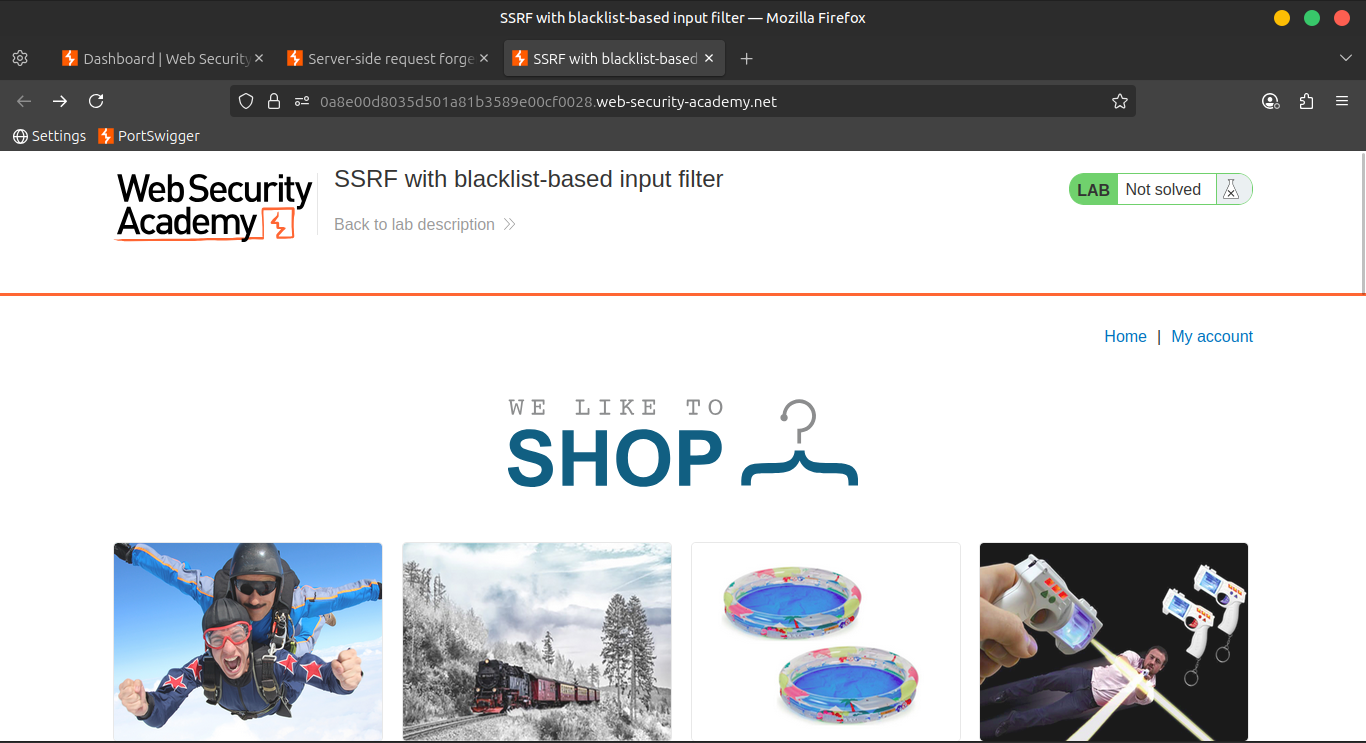 SSRF with blacklist-based input filter — Mozilla Firefox
Dashboard | Web Security
Server-side request forge
SSRF with blacklist-based
0a8e00d8035d501a81b3589e00cf0028.web-security-academy.net
Settings
PortSwigger
Web Security
Academy
SSRF with blacklist-based input filter
Back to lab description
LAB
Not solved
Home | My account
WE LIKE TO
SHOP